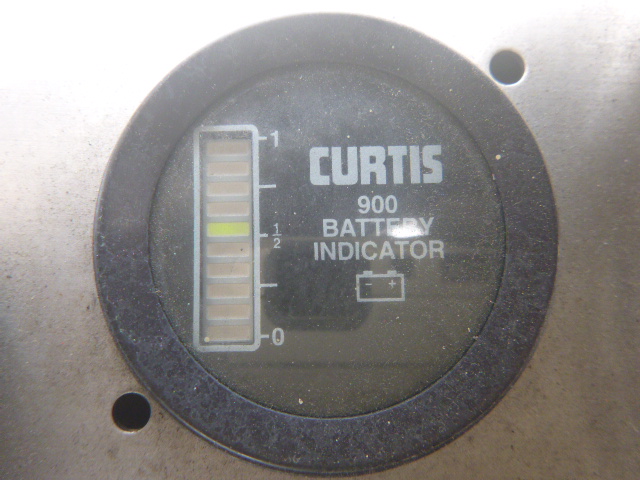 1
CURTIS
900
BATTERY
INDICATOR
1/2
- +
0